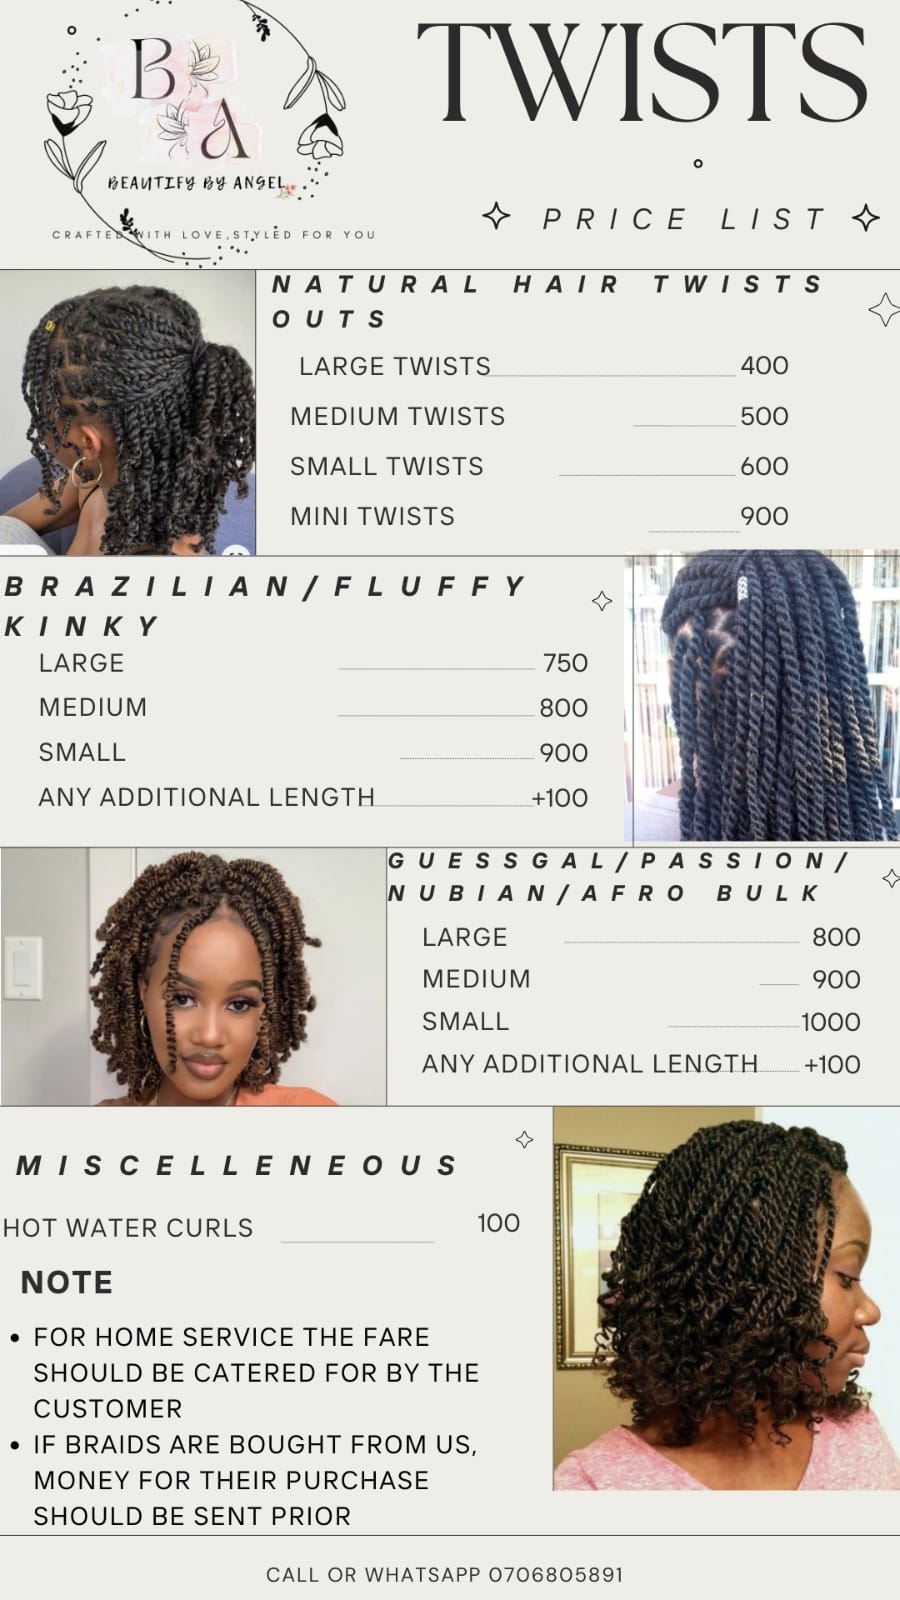 B
A
BEAUTIFY BY ANGEL
CRAFTED WITH LOVE,STYLED FOR YOU
TWISTS
PRICE LIST
NATURAL HAIR TWISTS
OUTS
LARGE TWISTS 400
MEDIUM TWISTS 500
SMALL TWISTS 600
MINI TWISTS 900
BRAZILIAN/FLUFFY
KINKY
LARGE 750
MEDIUM 800
SMALL 900
ANY ADDITIONAL LENGTH +100
GUESSGAL/PASSION/
NUBIAN/AFRO BULK
LARGE 800
MEDIUM 900
SMALL 1000
ANY ADDITIONAL LENGTH +100
MISCELLENEOUS
HOT WATER CURLS 100
NOTE
• FOR HOME SERVICE THE FARE
SHOULD BE CATERED FOR BY THE
CUSTOMER
• IF BRAIDS ARE BOUGHT FROM US,
MONEY FOR THEIR PURCHASE
SHOULD BE SENT PRIOR
CALL OR WHATSAPP 0706805891